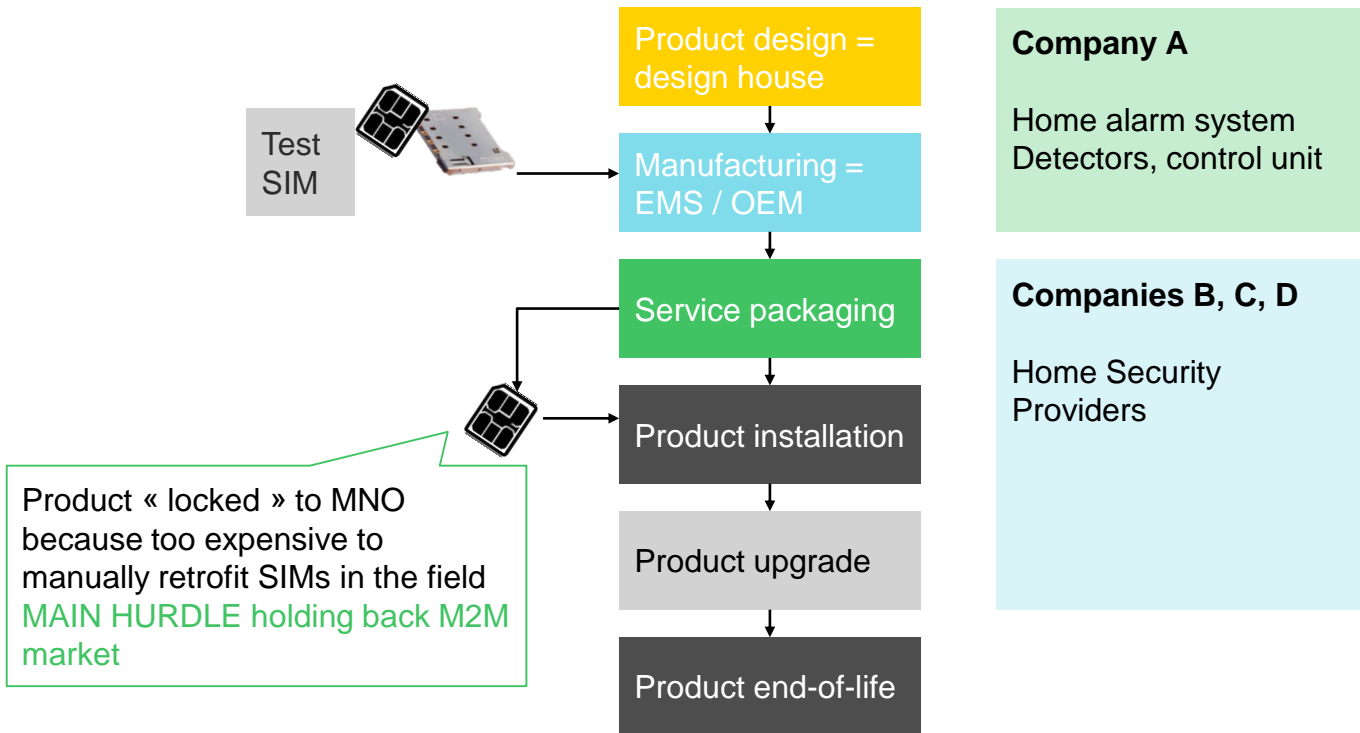 Product design =
design house
Company A
Home alarm system
Detectors, control unit
Test
SIM
Manufacturing =
EMS / OEM
Service packaging
Companies B, C, D
Home Security
Providers
Product installation
Product « locked » to MNO
because too expensive to
manually retrofit SIMs in the field
MAIN HURDLE holding back M2M
market
Product upgrade
Product end-of-life